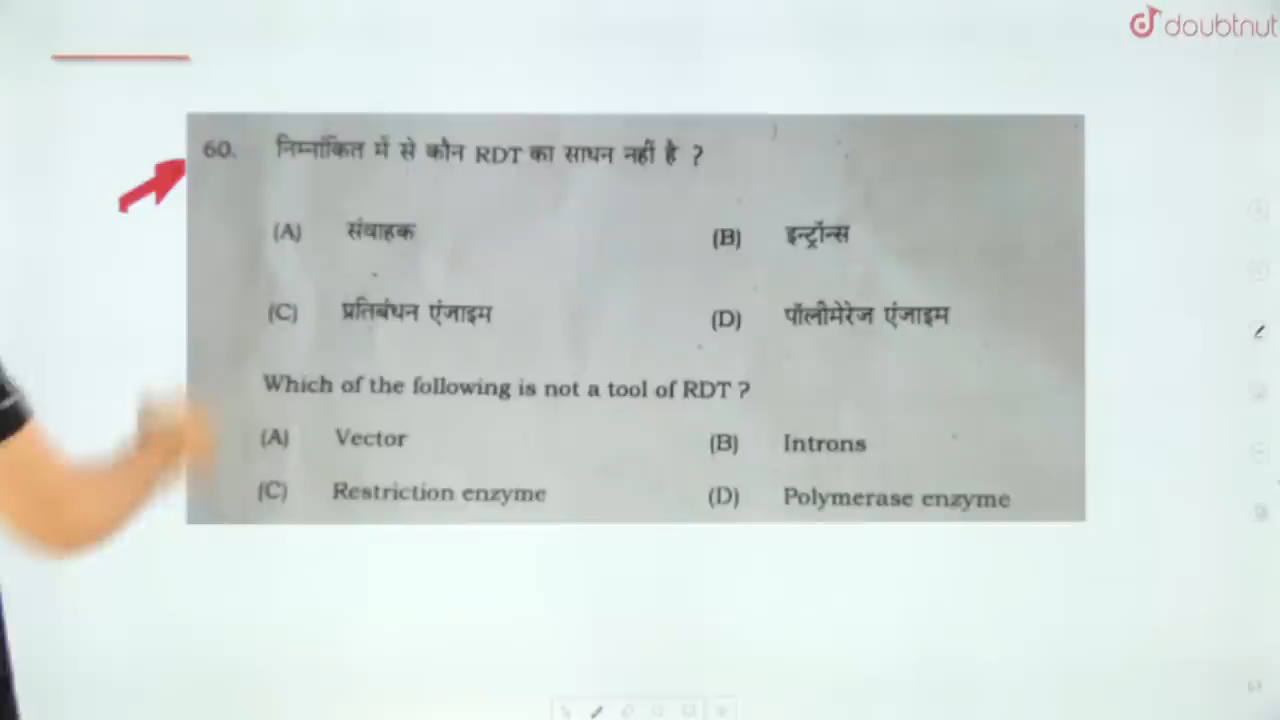 doubtnut
60. निम्नांकित में से कौन RDT का साधन नहीं है ?
(A) संवाहक (B) इन्ट्रॉन्स
(C) प्रतिबंधन एंजाइम (D) पॉलीमेरेज एंजाइम
Which of the following is not a tool of RDT ?
(A) Vector (B) Introns
(C) Restriction enzyme (D) Polymerase enzyme